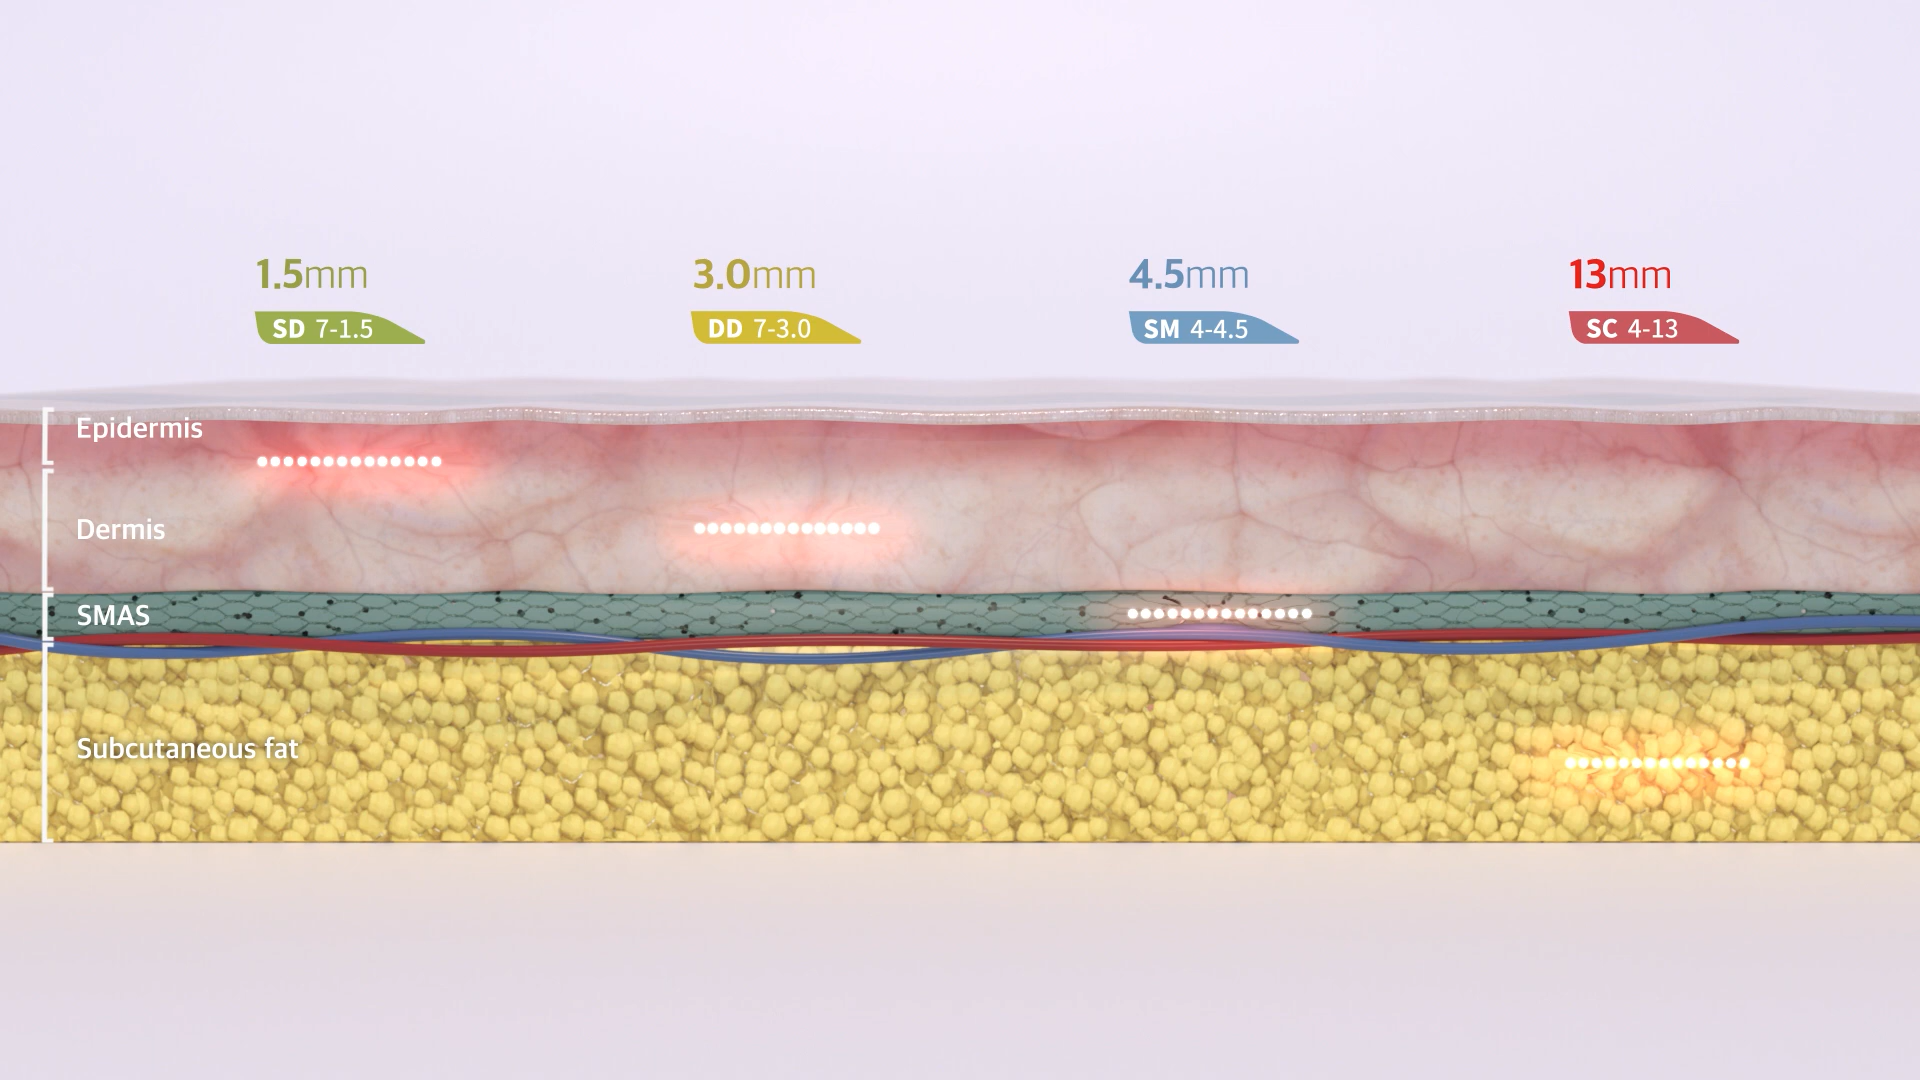 1.5mm
SD 7-1.5
3.0mm
DD 7-3.0
4.5mm
SM 4-4.5
13mm
SC 4-13
Epidermis
Dermis
SMAS
Subcutaneous fat